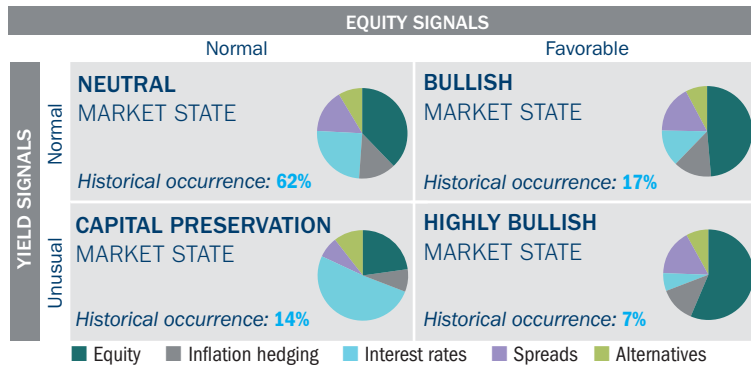 EQUITY SIGNALS
Normal
Favorable
YIELD SIGNALS
Normal
NEUTRAL
MARKET STATE
Historical occurrence: 62%
BULLISH
MARKET STATE
Historical occurrence: 17%
Unusual
CAPITAL PRESERVATION
MARKET STATE
Historical occurrence: 14%
HIGHLY BULLISH
MARKET STATE
Historical occurrence: 7%
Equity Inflation hedging Interest rates Spreads Alternatives